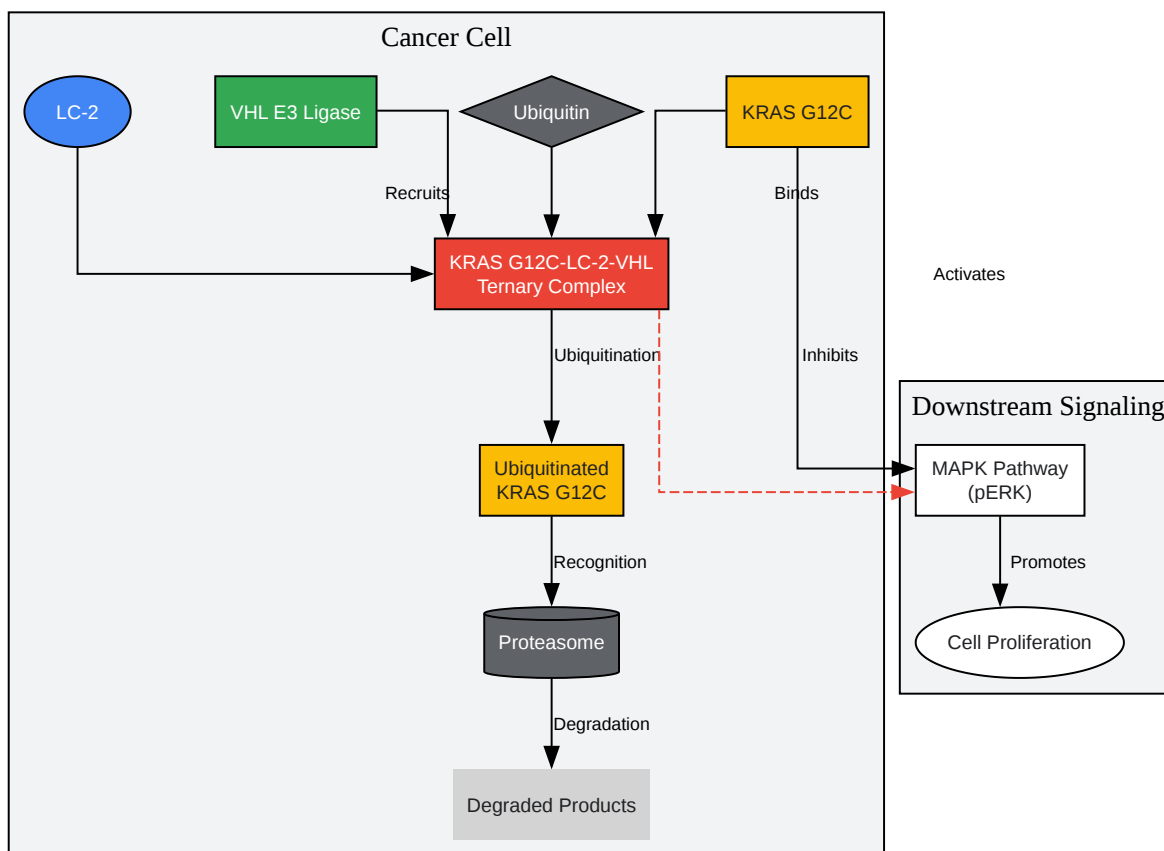 Cancer Cell
LC-2
VHL E3 Ligase
Ubiquitin
KRAS G12C
Recruits
Binds
KRAS G12C-LC-2-VHL
Ternary Complex
Activates
Ubiquitination
Inhibits
Downstream Signaling
Ubiquitinated
KRAS G12C
MAPK Pathway
(pERK)
Recognition
Promotes
Proteasome
Cell Proliferation
Degradation
Degraded Products